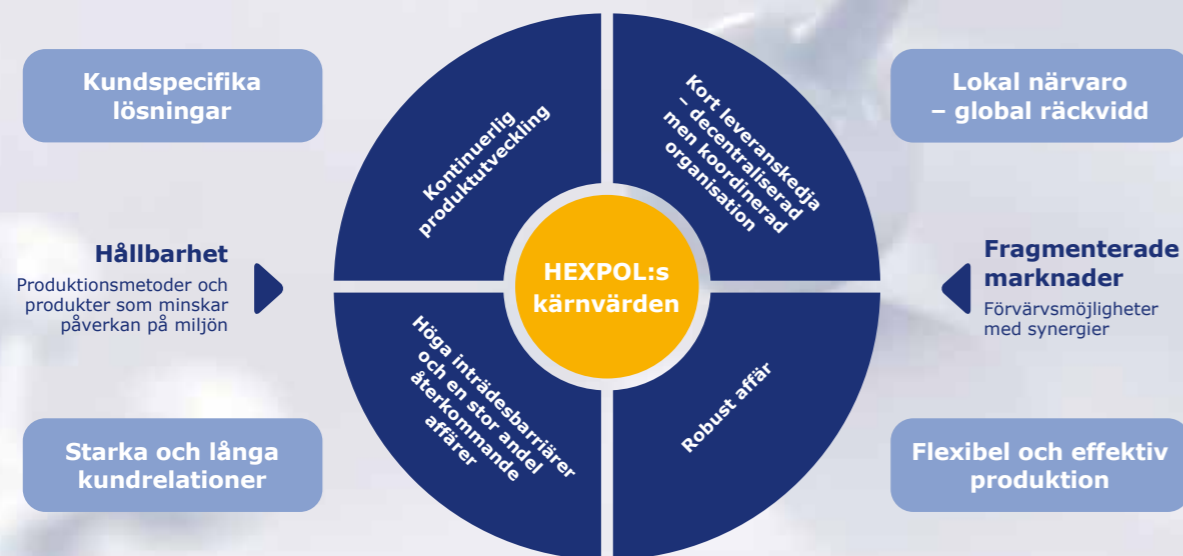 Kundspecifika
lösningar
Kontinuerlig
produktutveckling
Kort leveranskedja
– decentraliserad
men koordinerad
organisation
Lokal närvaro
– global räckvidd
Hållbarhet
Produktionsmetoder och
produkter som minskar
påverkan på miljön
HEXPOL:s
kärnvärden
Fragmenterade
marknader
Förvärvsmöjligheter
med synergier
Höga inträdesbarriärer
och en stor andel
återkommande
affärer
Robust affär
Starka och långa
kundrelationer
Flexibel och effektiv
produktion